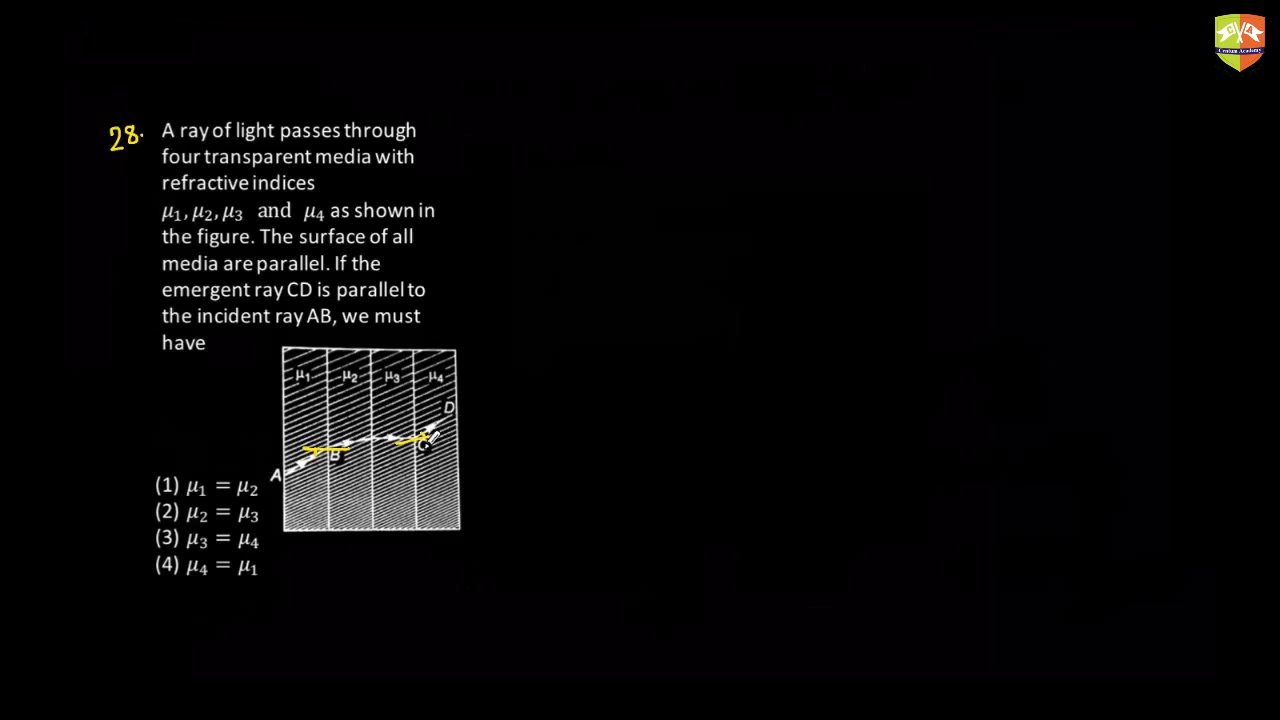 Centum Academy
28.
A ray of light passes through
four transparent media with
refractive indices
μ₁, μ₂, μ₃ and μ₄ as shown in
the figure. The surface of all
media are parallel. If the
emergent ray CD is parallel to
the incident ray AB, we must
have
μ₁ μ₂ μ₃ μ₄
D
B C
A
(1) μ₁ = μ₂
(2) μ₂ = μ₃
(3) μ₃ = μ₄
(4) μ₄ = μ₁